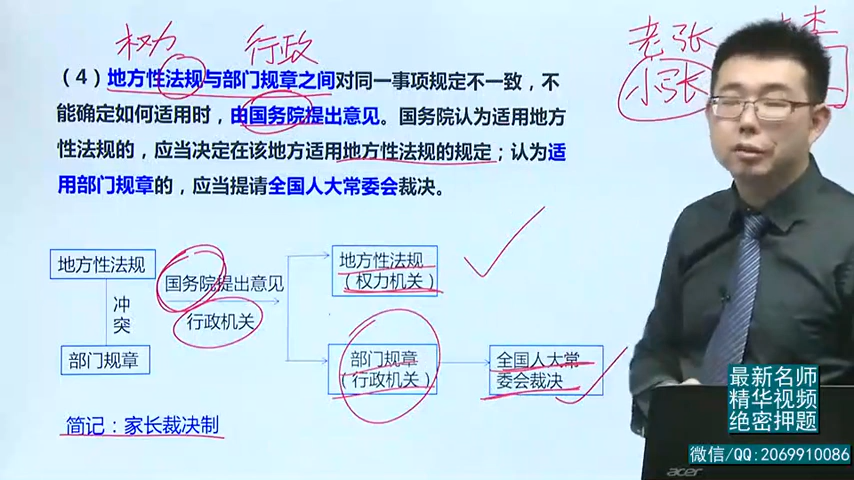 权力 行政
老张 李
小张
（4）地方性法规与部门规章之间对同一事项规定不一致，不
能确定如何适用时，由国务院提出意见。国务院认为适用地方
性法规的，应当决定在该地方适用地方性法规的规定；认为适
用部门规章的，应当提请全国人大常委会裁决。
地方性法规
冲
突
部门规章
国务院提出意见
行政机关
地方性法规
（权力机关）
部门规章
（行政机关）
全国人大常
委会裁决
简记：家长裁决制
最新名师
精华视频
绝密押题
微信/QQ:2069910086
acer